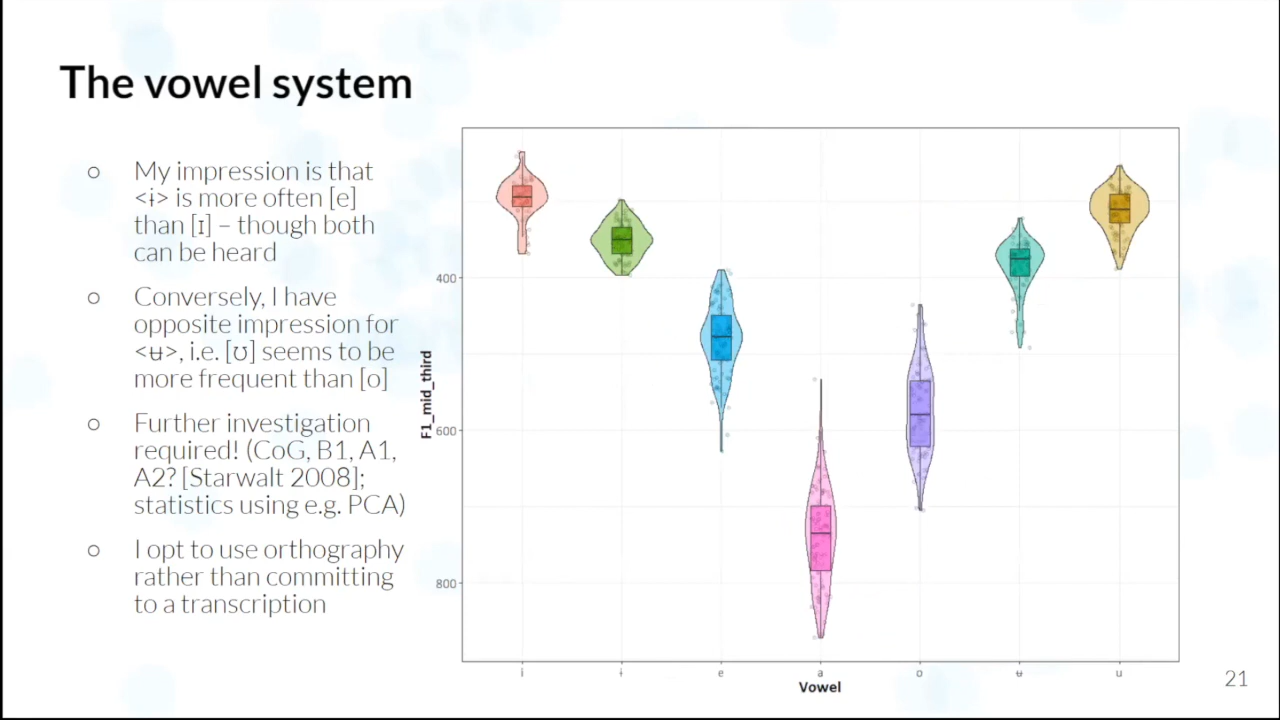 The vowel system
○ My impression is that
<ɨ> is more often [e]
than [ɪ] – though both
can be heard
○ Conversely, I have
opposite impression for
<ʉ>, i.e. [ʊ] seems to be
more frequent than [o]
○ Further investigation
required! (CoG, B1, A1,
A2? [Starwalt 2008];
statistics using e.g. PCA)
○ I opt to use orthography
rather than committing
to a transcription
F1_mid_third
400
600
800
i ɨ e a o ʉ u
Vowel
21